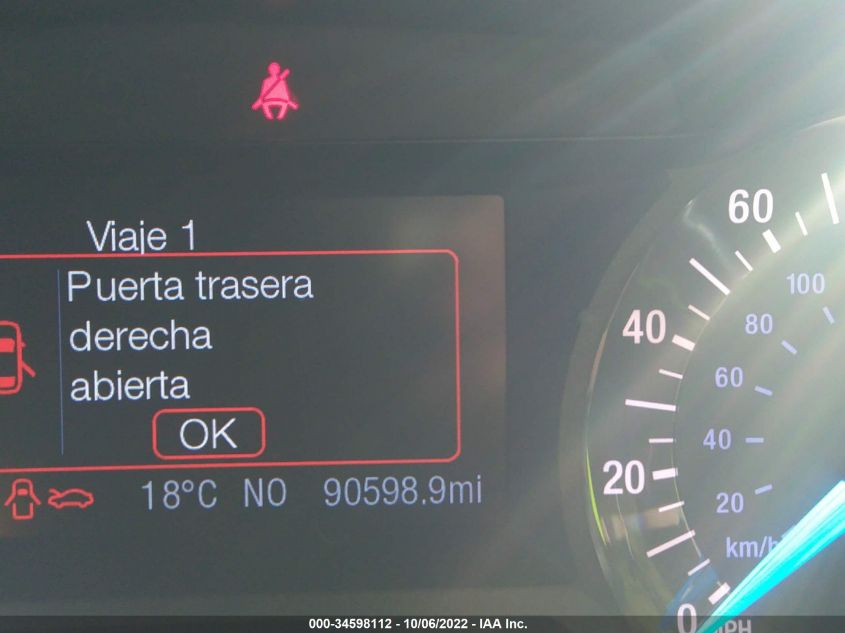 Viaje 1
Puerta trasera
derecha
abierta
OK
18°C NO 90598.9mi
60
40
20
0
100
80
60
40
20
km/h
MPH
000-34598112 - 10/06/2022 - IAA Inc.